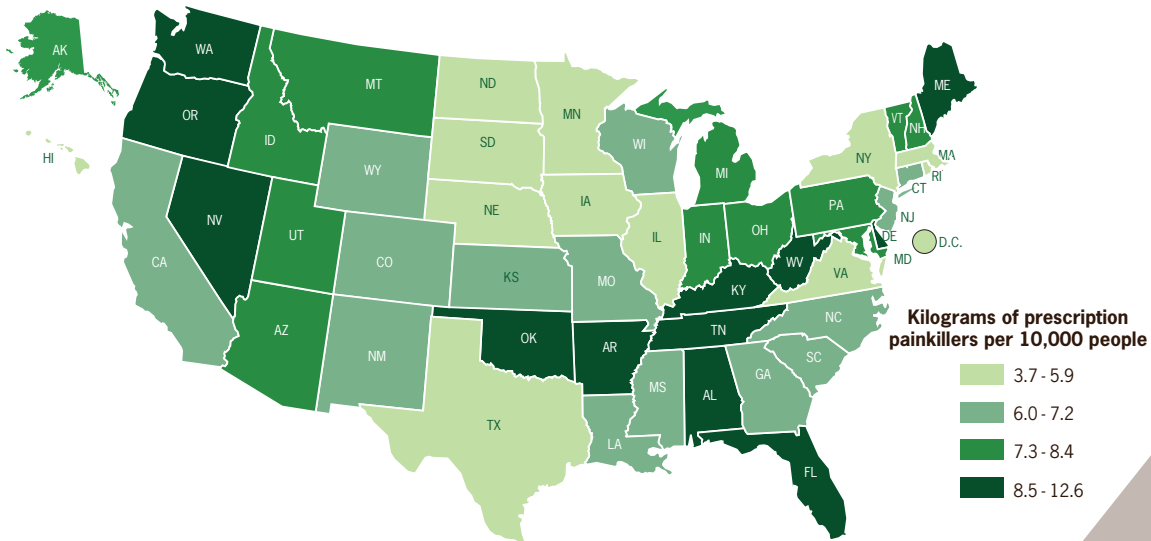 AK
WA
ME
MT
ND
VT
OR
MN
NH
ID
SD
WI
NY
MA
HI
WY
MI
RI
CT
IA
NE
PA
NV
NJ
UT
IL
IN
OH
DE
D.C.
CA
CO
WV
MD
KS
MO
VA
KY
NC
AZ
TN
OK
NM
AR
SC
MS
GA
AL
TX
LA
FL
Kilograms of prescription
painkillers per 10,000 people
3.7 - 5.9
6.0 - 7.2
7.3 - 8.4
8.5 - 12.6